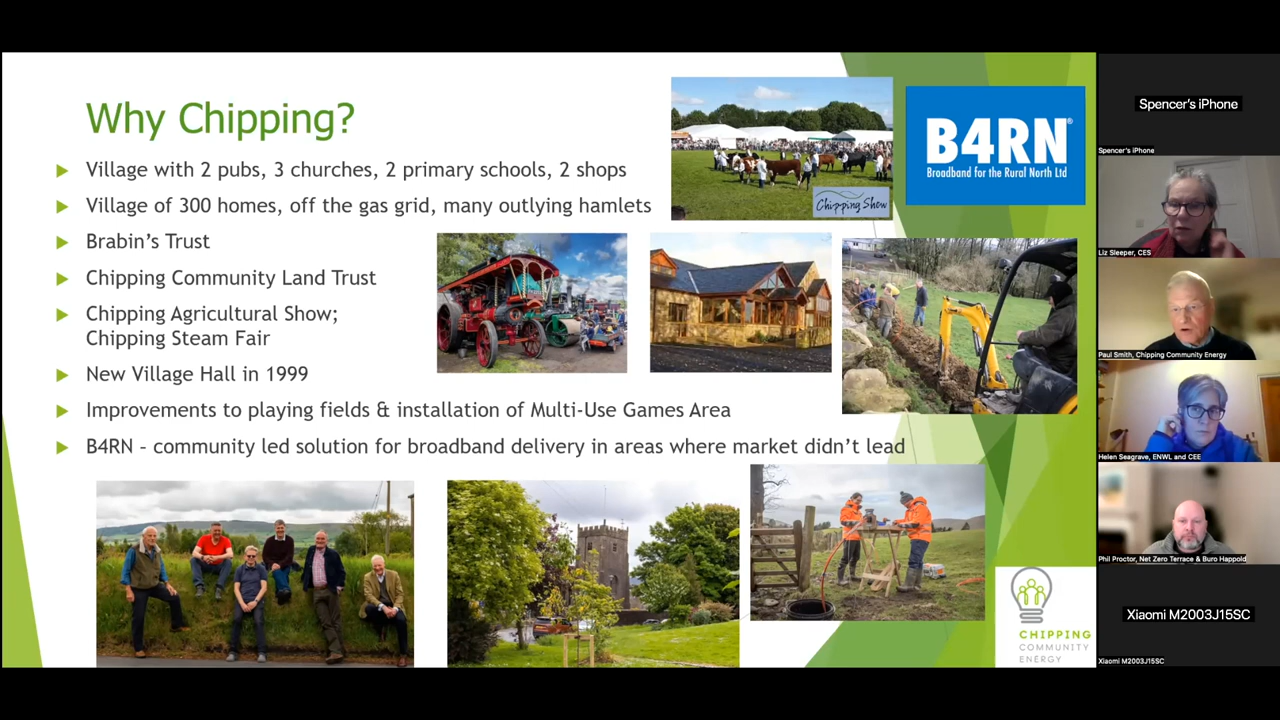 Why Chipping?
Village with 2 pubs, 3 churches, 2 primary schools, 2 shops
Village of 300 homes, off the gas grid, many outlying hamlets
Brabin's Trust
Chipping Community Land Trust
Chipping Agricultural Show;
Chipping Steam Fair
New Village Hall in 1999
Improvements to playing fields & installation of Multi-Use Games Area
B4RN – community led solution for broadband delivery in areas where market didn't lead
Chipping Show
B4RN®
Broadband for the Rural North Ltd
CHIPPING
COMMUNITY
ENERGY
Spencer's iPhone
Spencer's iPhone
Liz Sleeper, CES
Paul Smith, Chipping Community Energy
Helen Seagrave, ENWL and CEE
Phil Proctor, Net Zero Terrace & Buro Happold
Xiaomi M2003J15SC
Xiaomi M2003J15SC